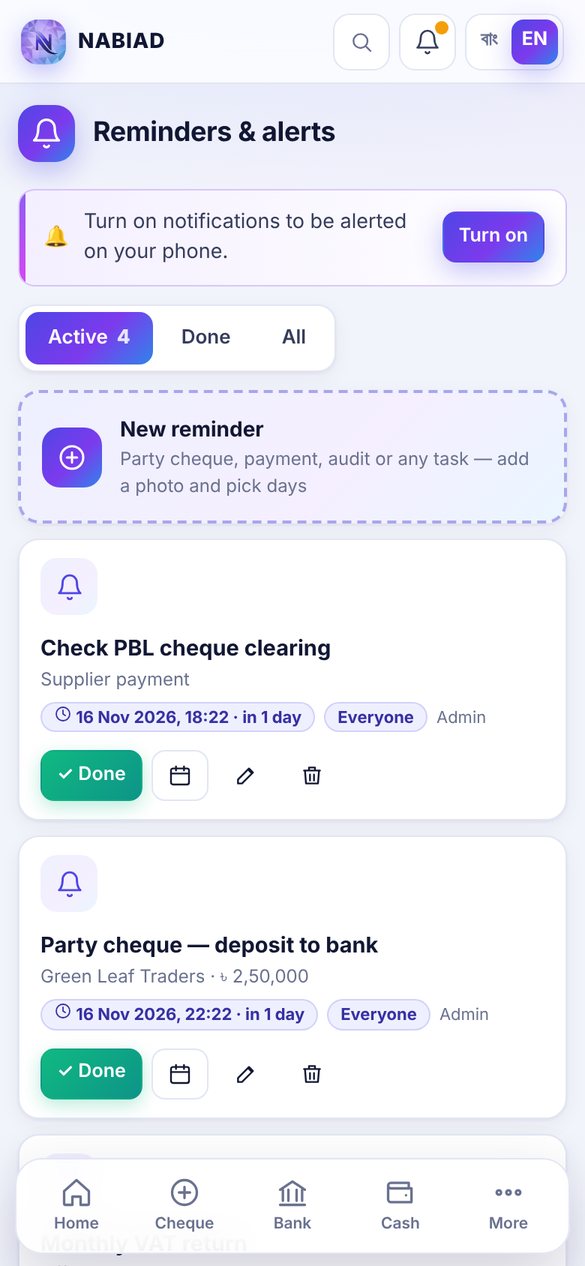 NABIAD
বাং EN
Reminders & alerts
Turn on notifications to be alerted
on your phone.
Turn on
Active 4 Done All
New reminder
Party cheque, payment, audit or any task — add
a photo and pick days
Check PBL cheque clearing
Supplier payment
16 Nov 2026, 18:22 · in 1 day Everyone Admin
✓ Done
Party cheque — deposit to bank
Green Leaf Traders · ৳ 2,50,000
16 Nov 2026, 22:22 · in 1 day Everyone Admin
✓ Done
Monthly VAT return
Home Cheque Bank Cash More